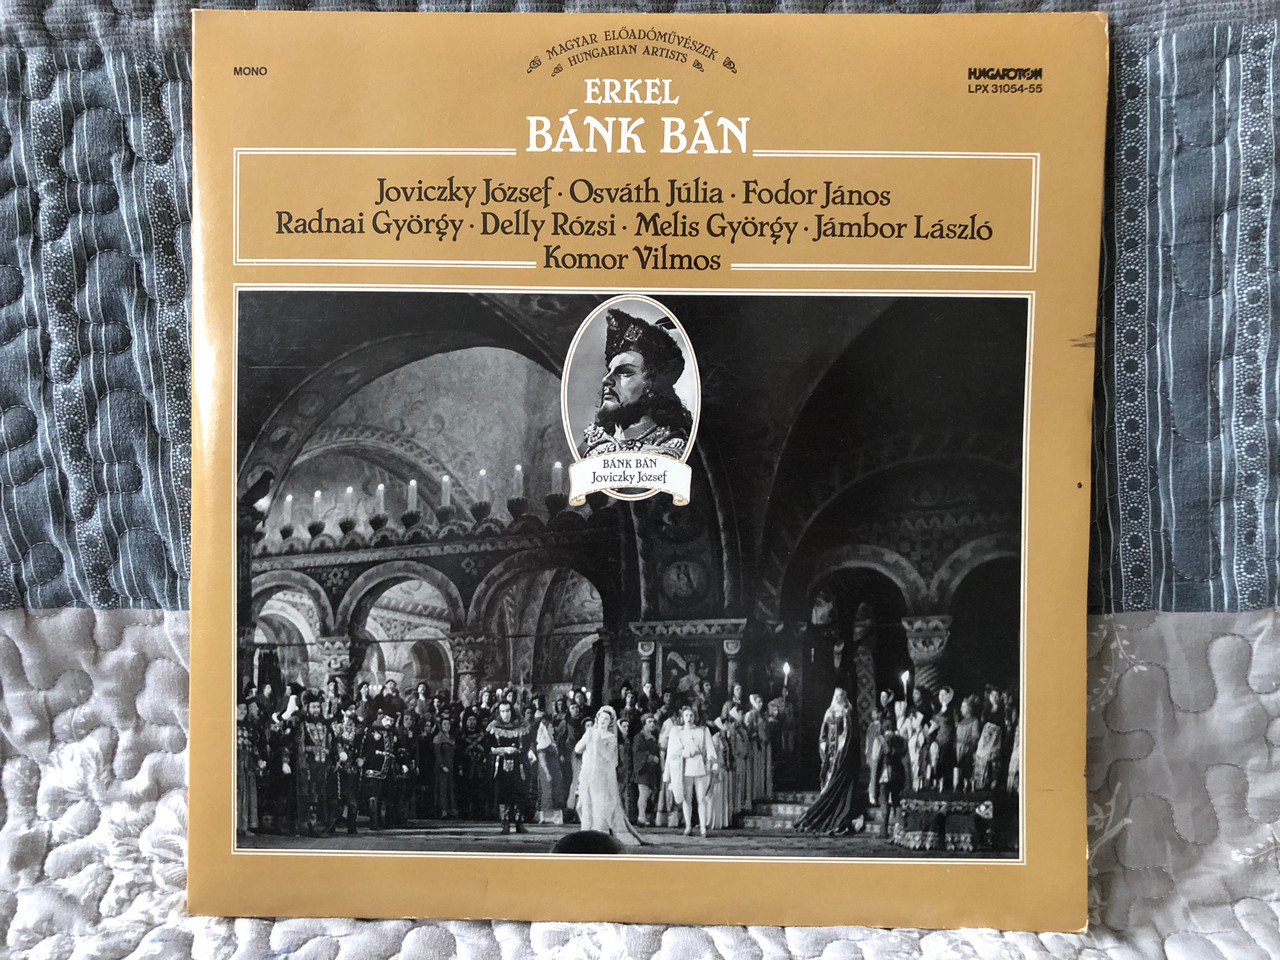 MAGYAR ELŐADÓMŰVÉSZEK
HUNGARIAN ARTISTS
MONO
HUNGAROTON
LPX 31054-55
ERKEL
BÁNK BÁN
Joviczky József · Osváth Júlia · Fodor János
Radnai György · Delly Rózsi · Melis György · Jámbor László
Komor Vilmos
BÁNK BÁN
Joviczky József